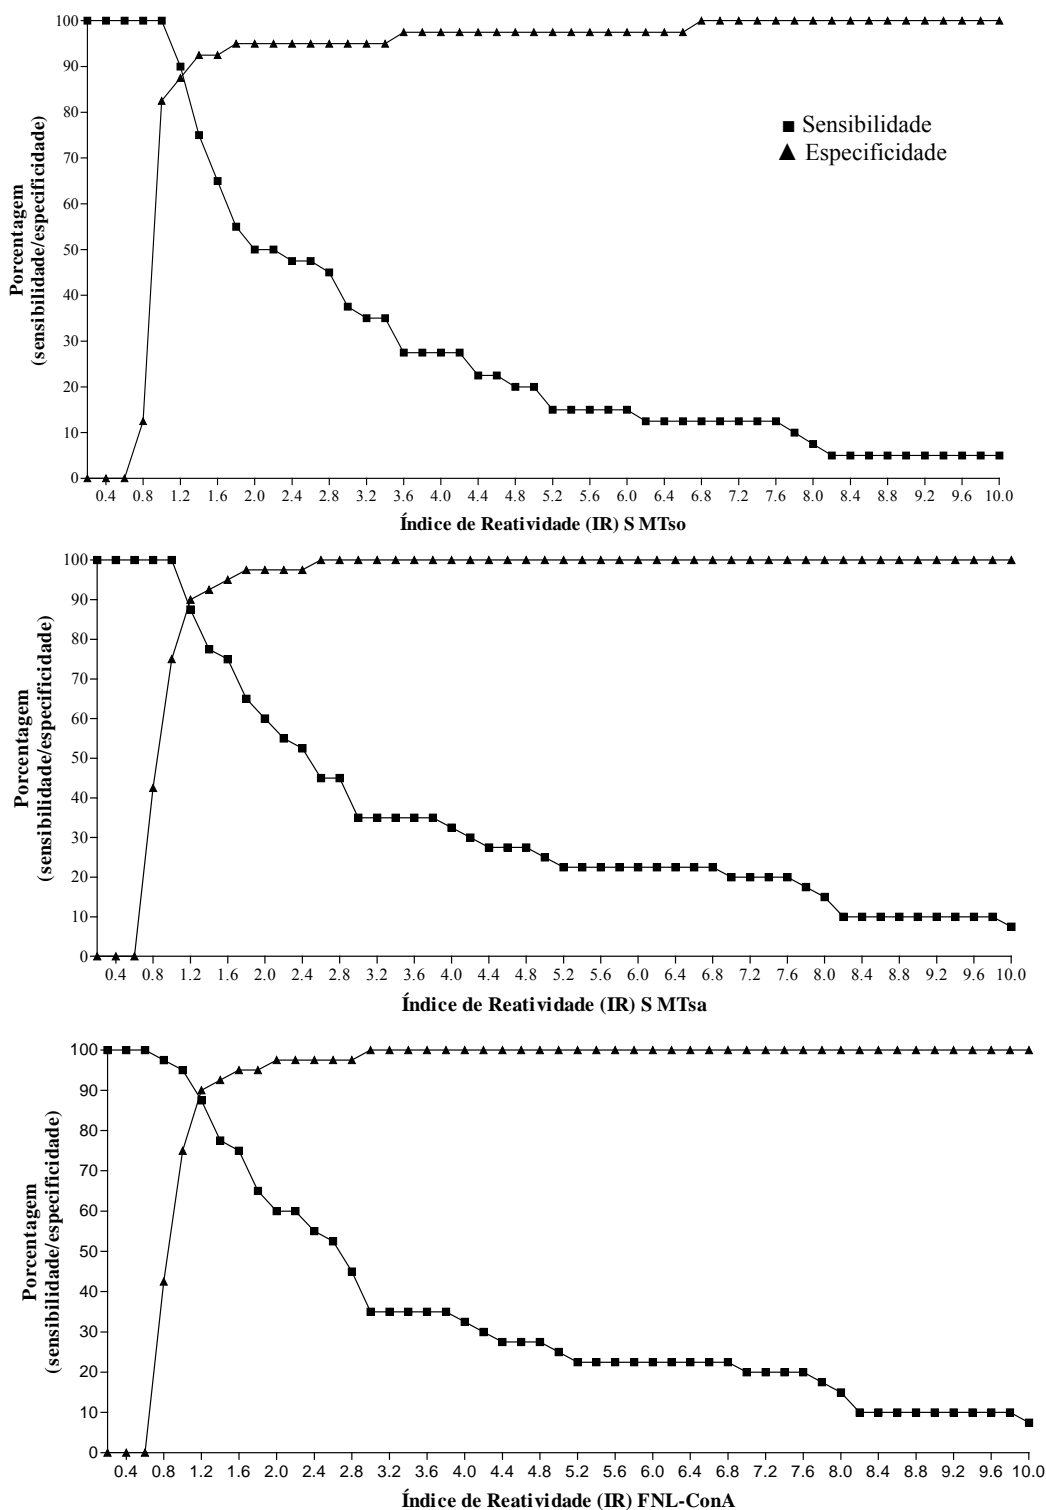 100
90
80
70
60
50
40
30
20
10
0
Porcentagem
(sensibilidade/especificidade)
Sensibilidade
Especificidade
0.4 0.8 1.2 1.6 2.0 2.4 2.8 3.2 3.6 4.0 4.4 4.8 5.2 5.6 6.0 6.4 6.8 7.2 7.6 8.0 8.4 8.8 9.2 9.6 10.0
Índice de Reatividade (IR) S MTso
100
90
80
70
60
50
40
30
20
10
0
Porcentagem
(sensibilidade/especificidade)
0.4 0.8 1.2 1.6 2.0 2.4 2.8 3.2 3.6 4.0 4.4 4.8 5.2 5.6 6.0 6.4 6.8 7.2 7.6 8.0 8.4 8.8 9.2 9.6 10.0
Índice de Reatividade (IR) S MTsa
100
90
80
70
60
50
40
30
20
10
0
Porcentagem
(sensibilidade/especificidade)
0.4 0.8 1.2 1.6 2.0 2.4 2.8 3.2 3.6 4.0 4.4 4.8 5.2 5.6 6.0 6.4 6.8 7.2 7.6 8.0 8.4 8.8 9.2 9.6 10.0
Índice de Reatividade (IR) FNL-ConA